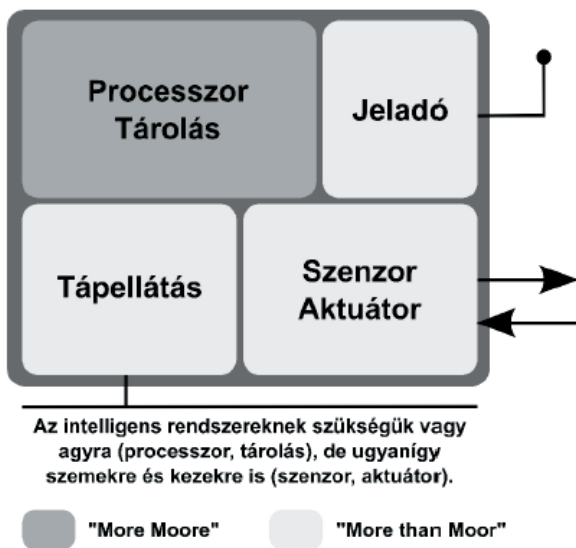 Processzor
Tárolás
Jeladó
Tápellátás
Szenzor
Aktuátor
Az intelligens rendszereknek szükségük vagy
agyra (processzor, tárolás), de ugyanígy
szemekre és kezekre is (szenzor, aktuátor).
"More Moore"
"More than Moor"